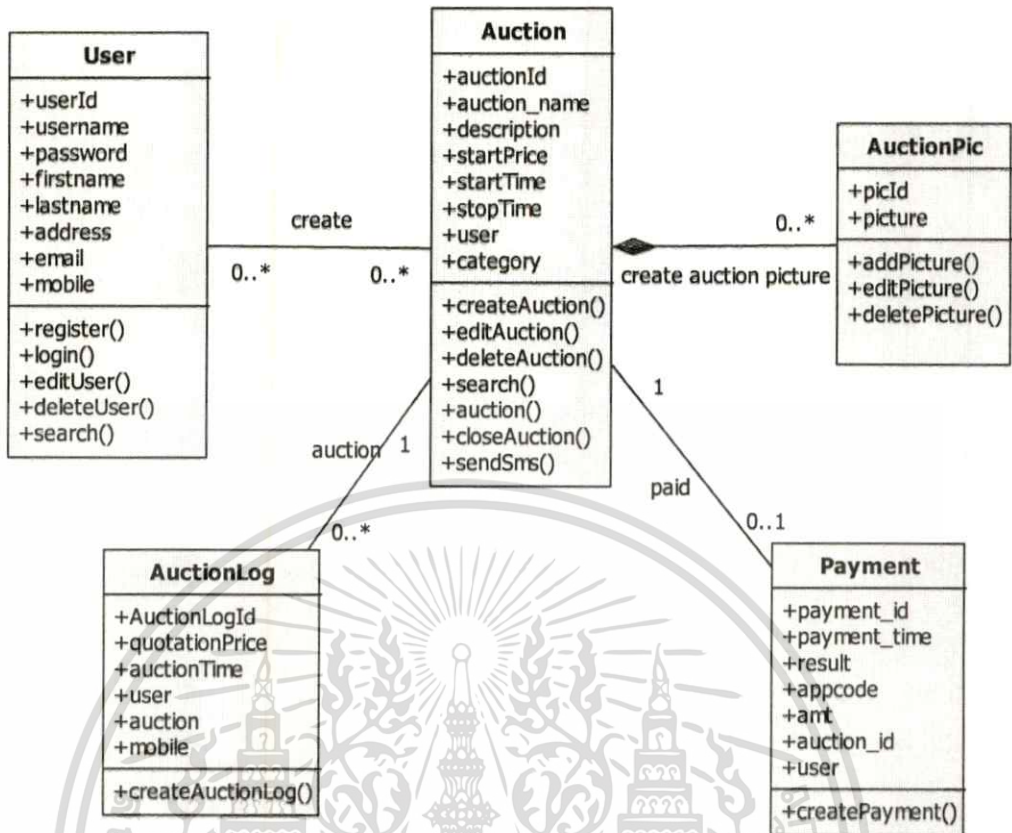 User
+userId
+username
+password
+firstname
+lastname
+address
+email
+mobile
+register()
+login()
+editUser()
+deleteUser()
+search()
create
0..*
0..*
Auction
+auctionId
+auction_name
+description
+startPrice
+startTime
+stopTime
+user
+category
+createAuction()
+editAuction()
+deleteAuction()
+search()
+auction()
+closeAuction()
+sendSms()
0..*
create auction picture
AuctionPic
+picId
+picture
+addPicture()
+editPicture()
+deletePicture()
auction
1
0..*
1
paid
0..1
AuctionLog
+AuctionLogId
+quotationPrice
+auctionTime
+user
+auction
+mobile
+createAuctionLog()
Payment
+payment_id
+payment_time
+result
+appcode
+amt
+auction_id
+user
+createPayment()